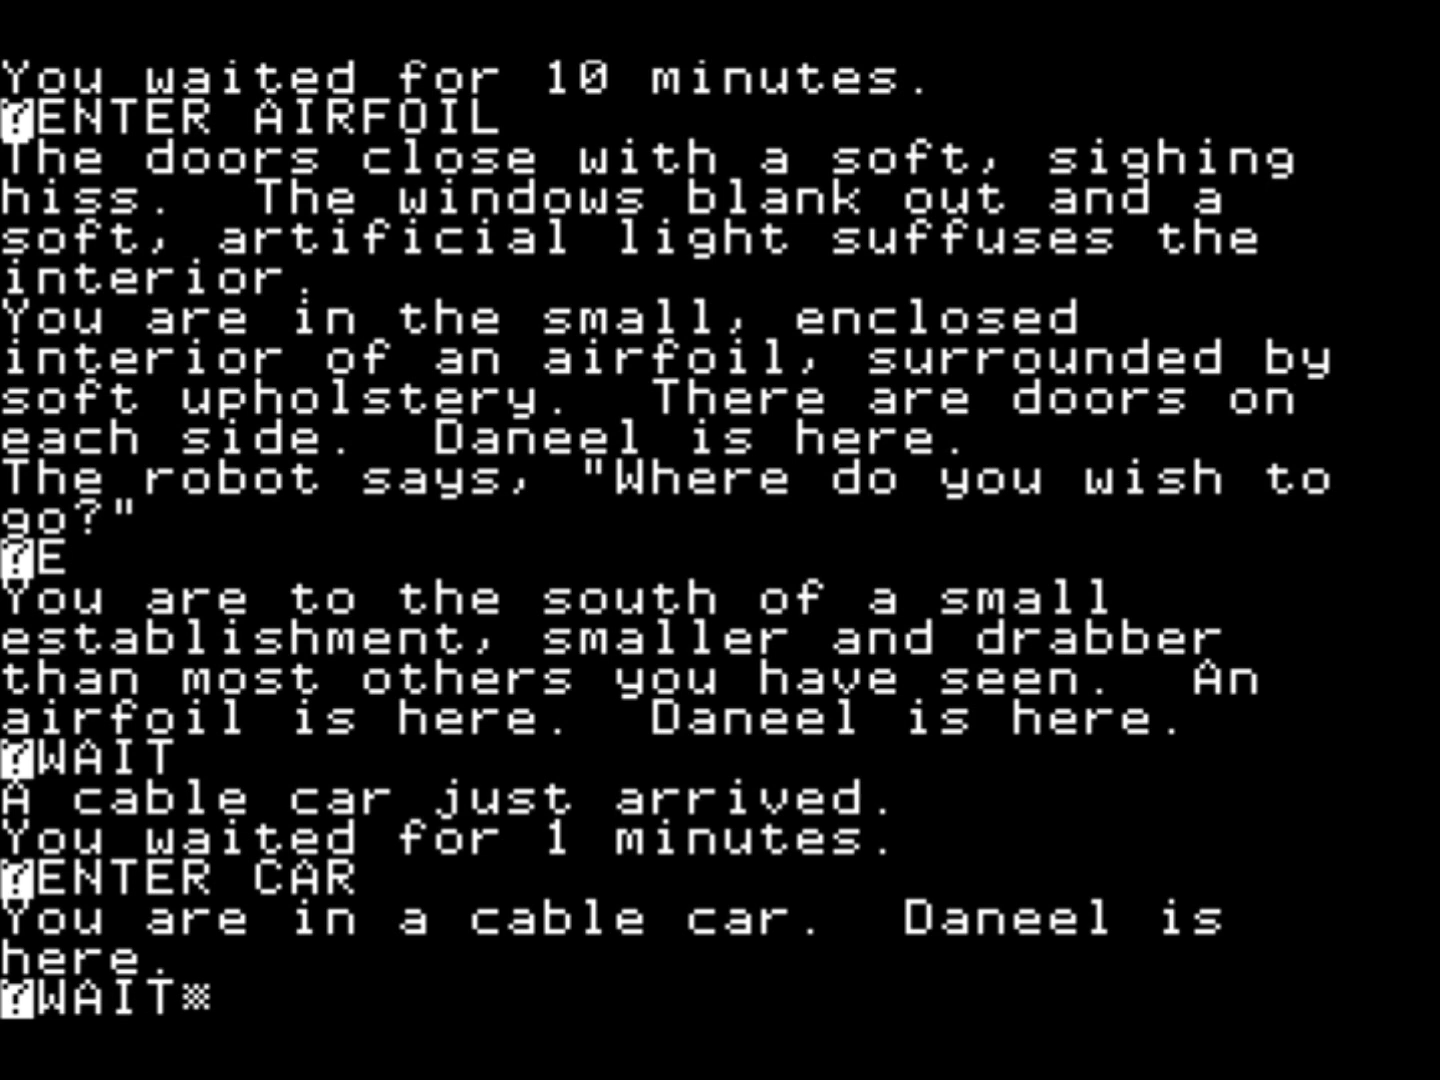 You waited for 10 minutes.
?ENTER AIRFOIL
The doors close with a soft, sighing
hiss.  The windows blank out and a
soft, artificial light suffuses the
interior.
You are in the small, enclosed
interior of an airfoil, surrounded by
soft upholstery.  There are doors on
each side.  Daneel is here.
The robot says, "Where do you wish to
go?"
?E
You are to the south of a small
establishment, smaller and drabber
than most others you have seen.  An
airfoil is here.  Daneel is here.
?WAIT
A cable car just arrived.
You waited for 1 minutes.
?ENTER CAR
You are in a cable car.  Daneel is
here.
?WAIT